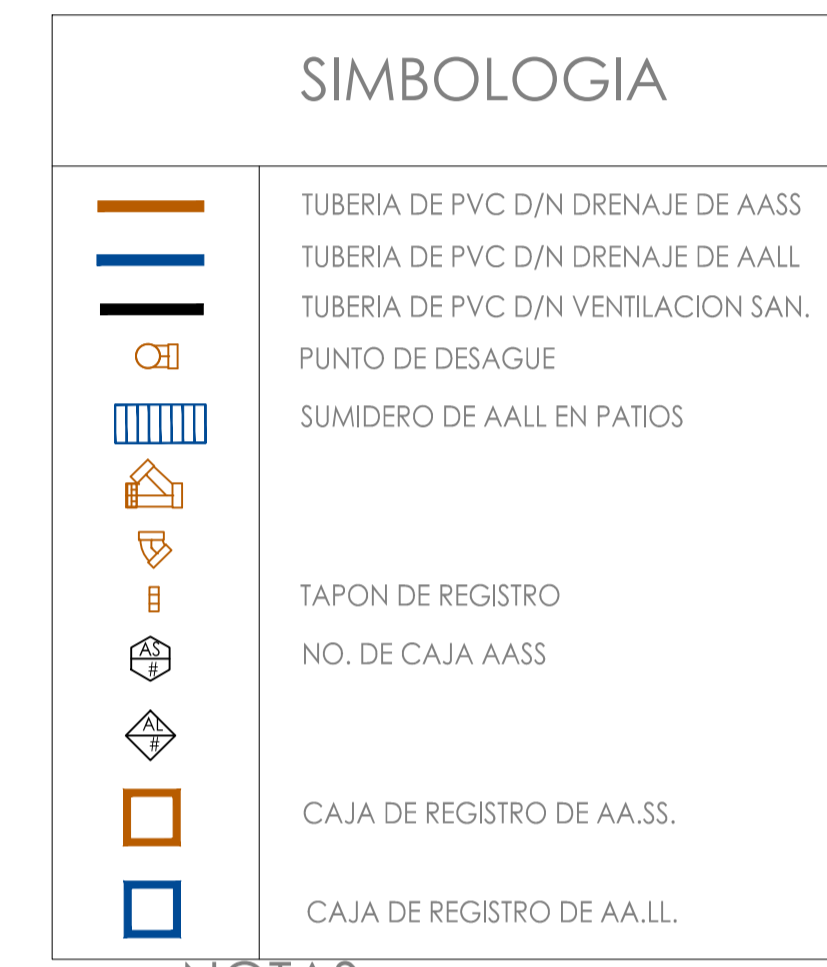 SIMBOLOGIA
TUBERIA DE PVC D/N DRENAJE DE AASS
TUBERIA DE PVC D/N DRENAJE DE AALL
TUBERIA DE PVC D/N VENTILACION SAN.
PUNTO DE DESAGUE
SUMIDERO DE AALL EN PATIOS
TAPON DE REGISTRO
AS
#
NO. DE CAJA AASS
AL
#
CAJA DE REGISTRO DE AA.SS.
CAJA DE REGISTRO DE AA.LL.
NOTAS